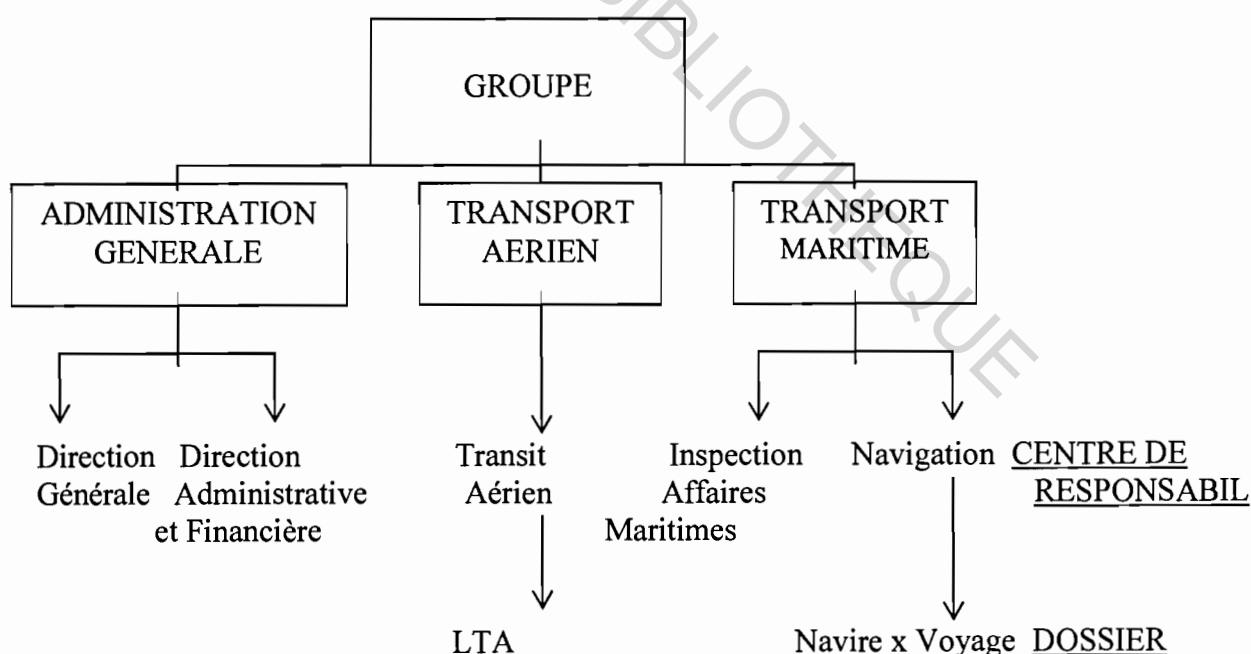 BIBLIOTHEQUE
GROUPE
ADMINISTRATION
GENERALE
TRANSPORT
AERIEN
TRANSPORT
MARITIME
Direction
Générale
Direction
Administrative
et Financière
Transit
Aérien
Inspection
Affaires
Maritimes
Navigation
CENTRE DE
RESPONSABIL
LTA
Navire x Voyage
DOSSIER